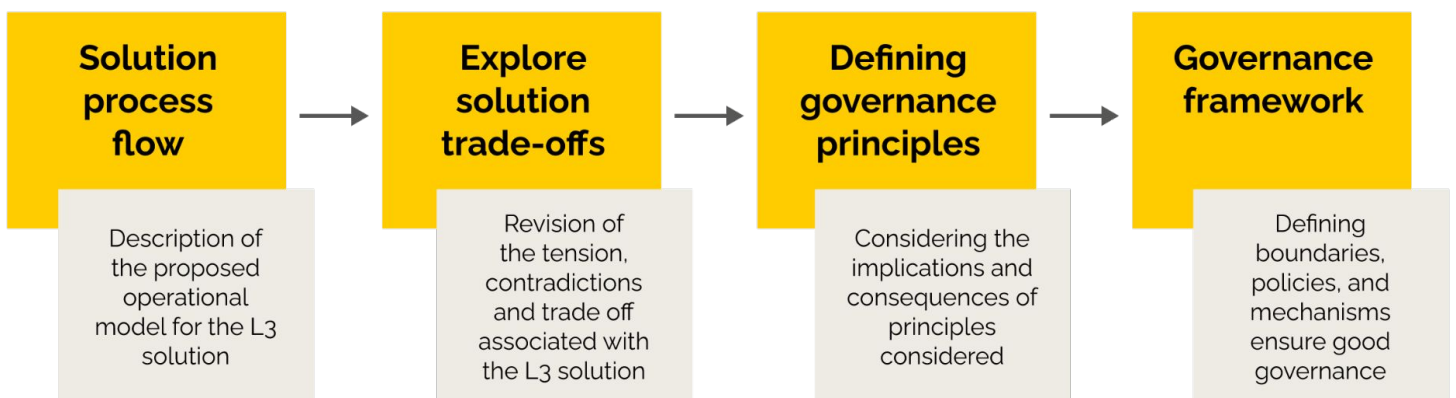 Solution
process
flow
Description of
the proposed
operational
model for the L3
solution
Explore
solution
trade-offs
Revision of
the tension,
contradictions
and trade off
associated with
the L3 solution
Defining
governance
principles
Considering the
implications and
consequences of
principles
considered
Governance
framework
Defining
boundaries,
policies, and
mechanisms
ensure good
governance